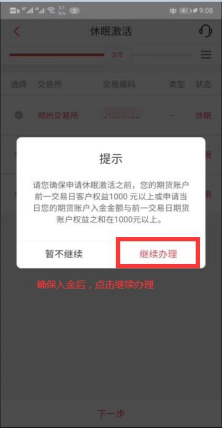 9:08
休眠激活
3/5
选择 交易所 交易编码 类型 状态
郑州交易所 休眠
提示
请您确保申请休眠激活之前，您的期货账户
前一交易日客户权益1000 元以上或申请当
日您的期货账户入金金额与前一交易日期货
账户权益之和在1000元以上。
暂不继续 继续办理
确保入金后，点击继续办理
下一步